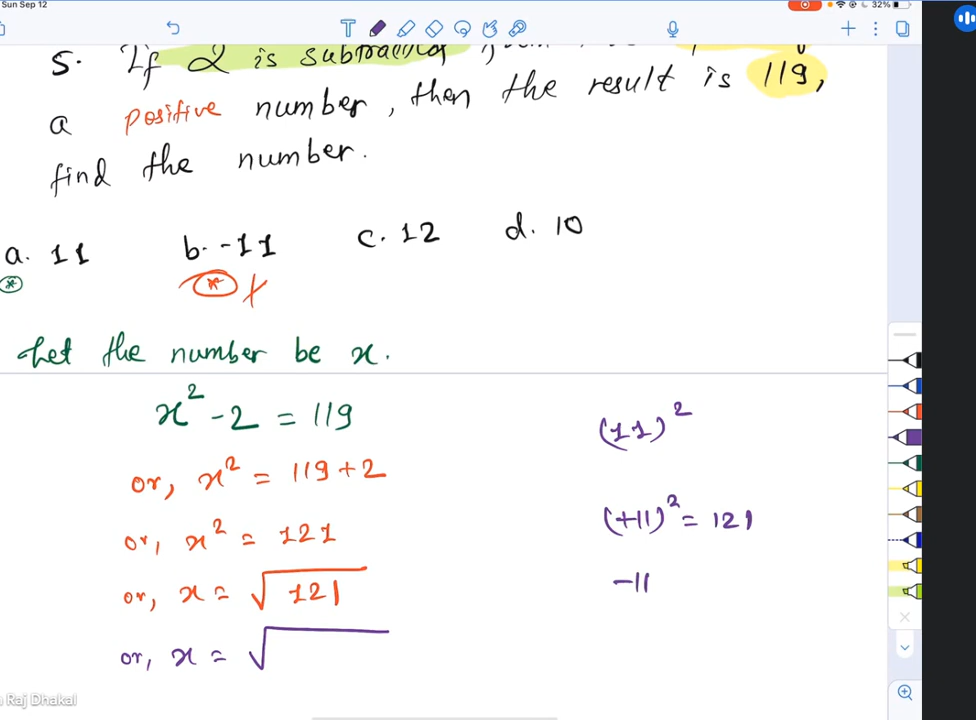 Sun Sep 12
32%
5. If 2 is subtracted from
a positive number, then the result is 119,
find the number.
a. 11 b. -11 c. 12 d. 10
Let the number be x.
x² - 2 = 119
or, x² = 119 + 2
or, x² = 121
or, x = √121
or, x = √
(11)²
(+11)² = 121
-11
Raj Dhakal